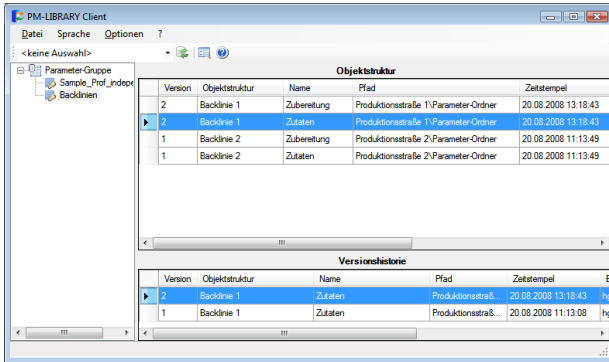 PM-LIBRARY Client
Datei Sprache Optionen ?
<keine Auswahl>
Parameter-Gruppe
Sample_Prof_indepe
Backlinien
Objektstruktur
Version Objektstruktur Name Pfad Zeitstempel
2 Backlinie 1 Zubereitung Produktionsstraße 1\Parameter-Ordner 20.08.2008 13:18:43
2 Backlinie 1 Zutaten Produktionsstraße 1\Parameter-Ordner 20.08.2008 13:18:43
1 Backlinie 2 Zubereitung Produktionsstraße 2\Parameter-Ordner 20.08.2008 11:13:49
1 Backlinie 2 Zutaten Produktionsstraße 2\Parameter-Ordner 20.08.2008 11:13:49
Versionshistorie
Version Objektstruktur Name Pfad Zeitstempel
2 Backlinie 1 Zutaten Produktionsstraß... 20.08.2008 13:18:43
1 Backlinie 1 Zutaten Produktionsstraß... 20.08.2008 11:13:08